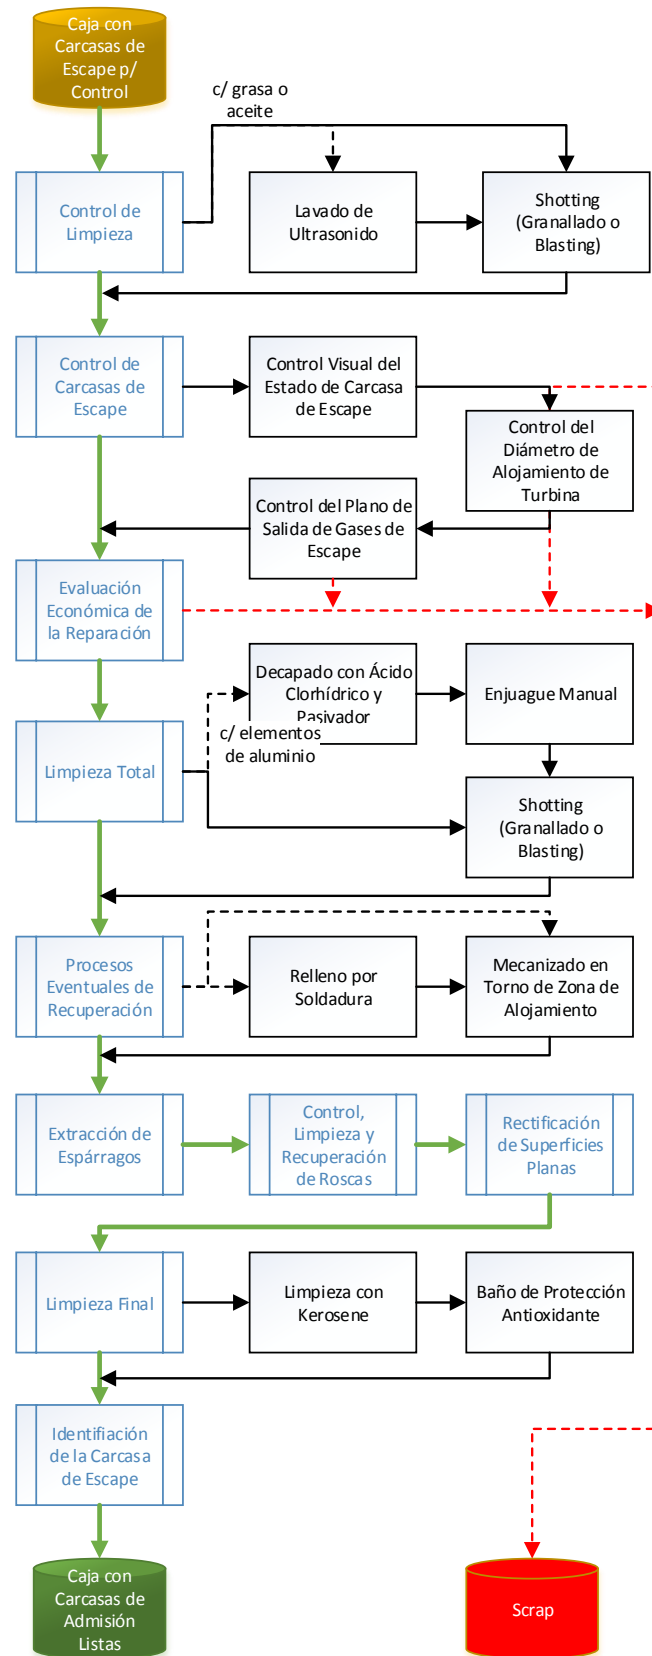 Caja con
Carcasas de
Escape p/
Control
c/ grasa o
aceite
Control de
Limpieza
Lavado de
Ultrasonido
Shotting
(Granallado o
Blasting)
Control de
Carcasas de
Escape
Control Visual del
Estado de Carcasa
de Escape
Control del
Diámetro de
Alojamiento de
Turbina
Control del Plano de
Salida de Gases de
Escape
Evaluación
Económica de
la Reparación
Decapado con Ácido
Clorhídrico y
Pasivador
Enjuague Manual
c/ elementos
de aluminio
Limpieza Total
Shotting
(Granallado o
Blasting)
Procesos
Eventuales de
Recuperación
Relleno por
Soldadura
Mecanizado en
Torno de Zona de
Alojamiento
Extracción de
Espárragos
Control,
Limpieza y
Recuperación
de Roscas
Rectificación
de Superficies
Planas
Limpieza Final
Limpieza con
Kerosene
Baño de Protección
Antioxidante
Identifiación
de la Carcasa
de Escape
Caja con
Carcasas de
Admisión
Listas
Scrap